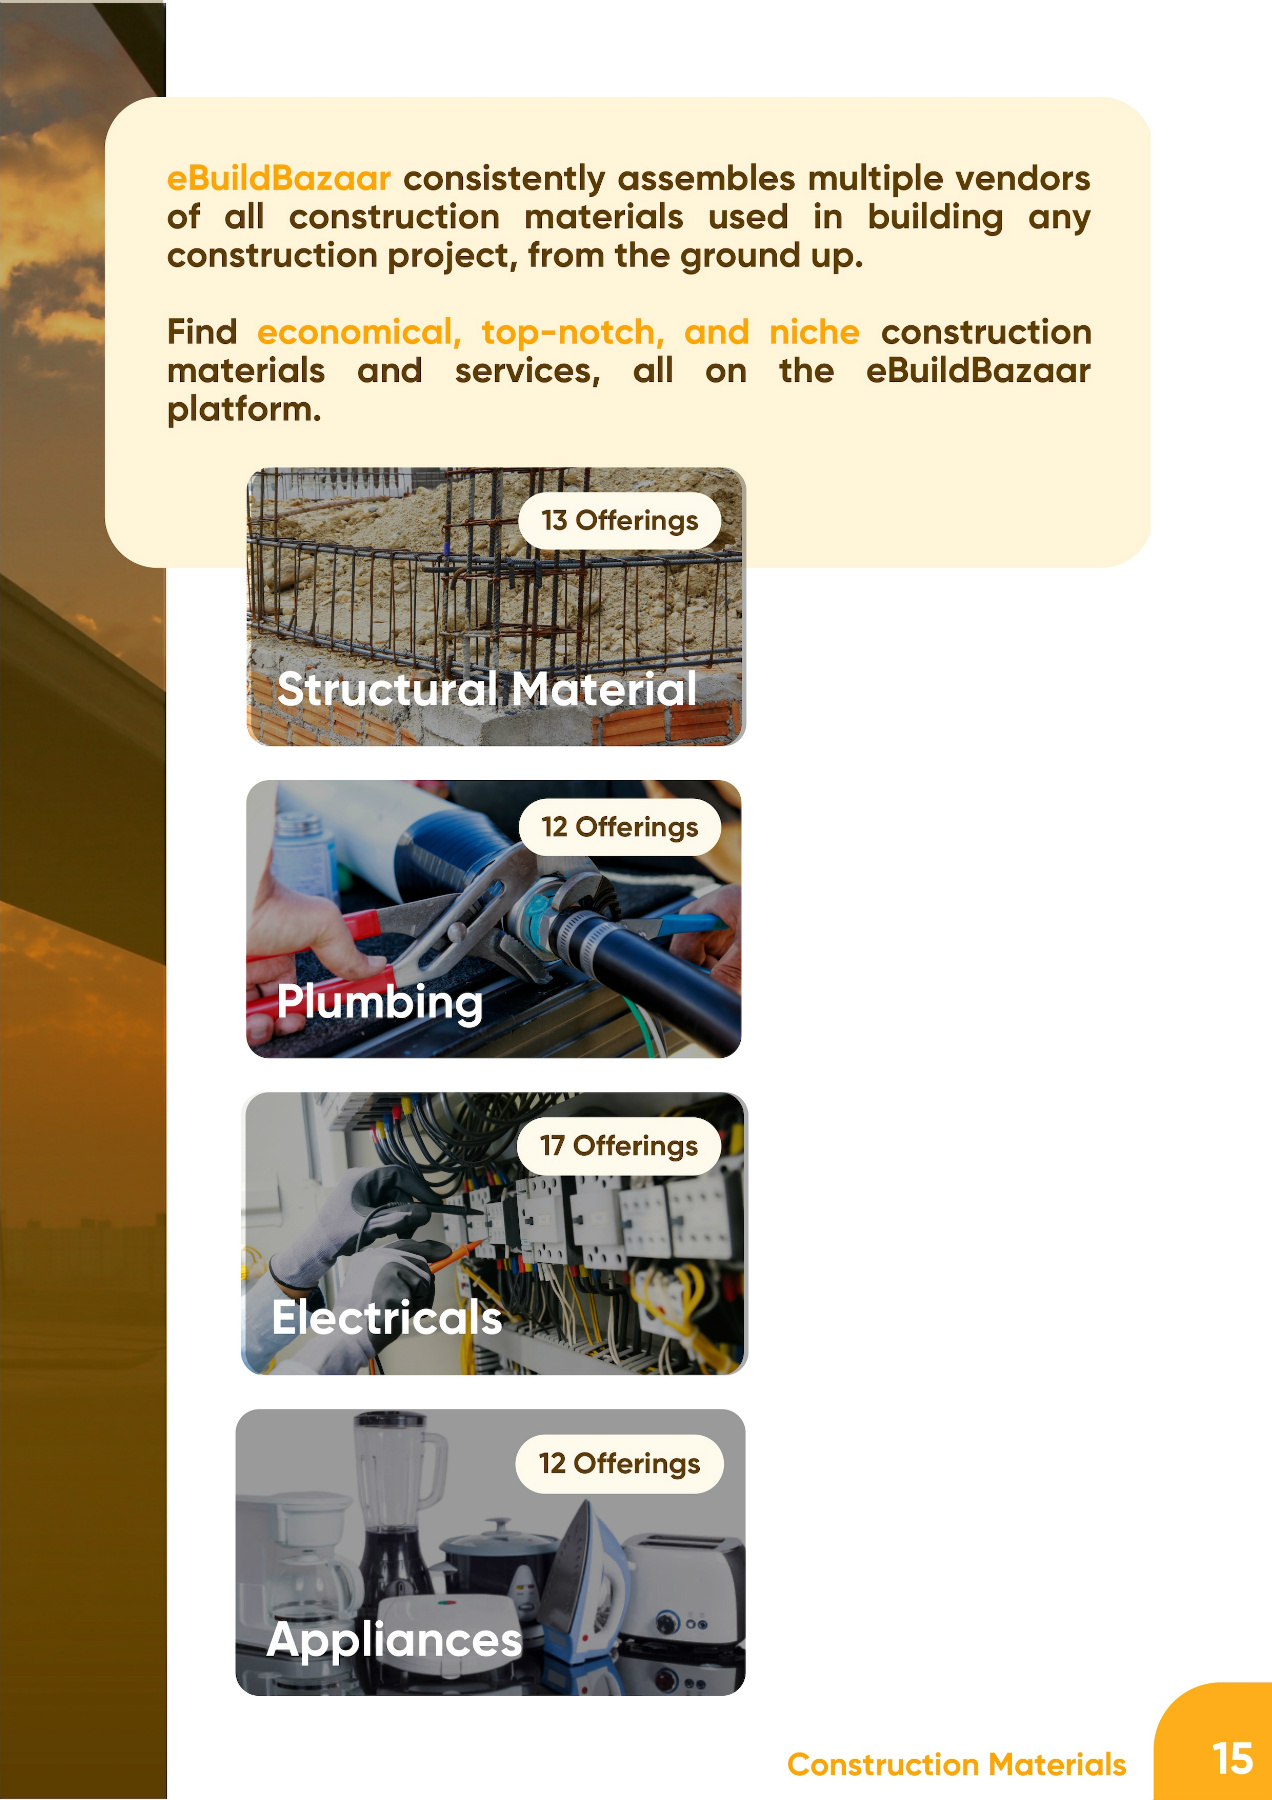 eBuildBazaar consistently assembles multiple vendors
of all construction materials used in building any
construction project, from the ground up.
Find economical, top-notch, and niche construction
materials and services, all on the eBuildBazaar
platform.
13 Offerings
Structural Material
12 Offerings
Plumbing
17 Offerings
Electricals
12 Offerings
Appliances
Construction Materials
15